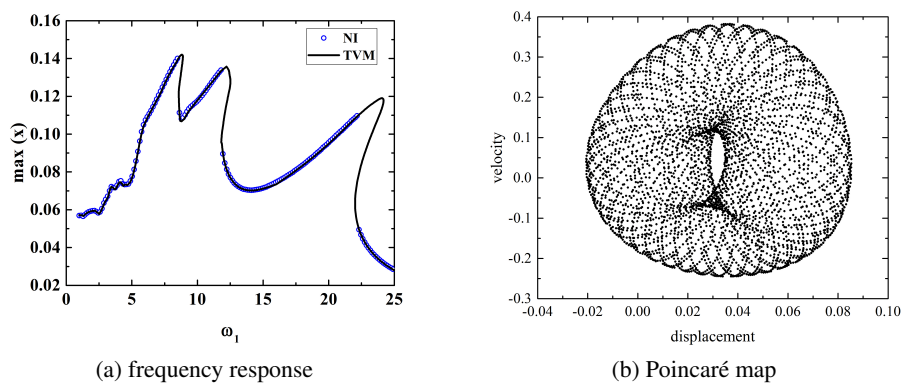 0.16
0.14
0.12
0.10
0.08
0.06
0.04
0.02
max (x)
NI
TVM
0 5 10 15 20 25
ω₁
(a) frequency response
0.4
0.3
0.2
0.1
0.0
-0.1
-0.2
-0.3
velocity
-0.04 -0.02 0.00 0.02 0.04 0.06 0.08 0.10
displacement
(b) Poincaré map